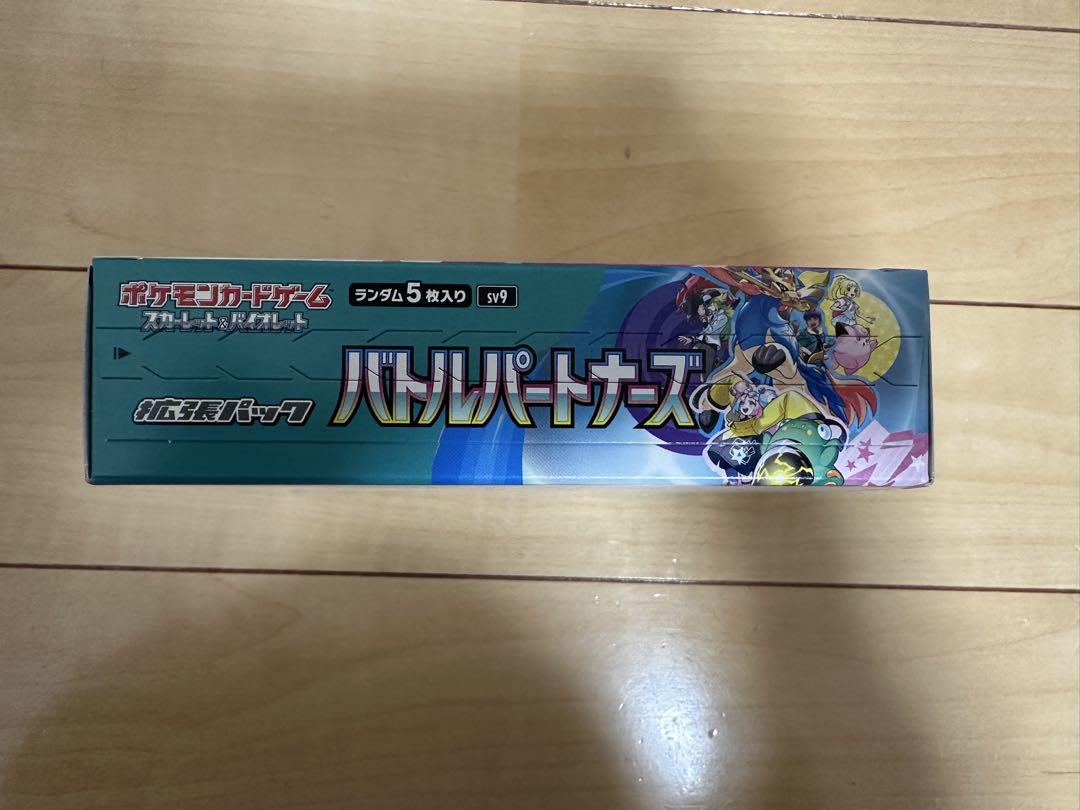 ポケモンカードゲーム
スカーレット&バイオレット
ランダム5枚入り
SV9
拡張パック
バトルパートナーズ